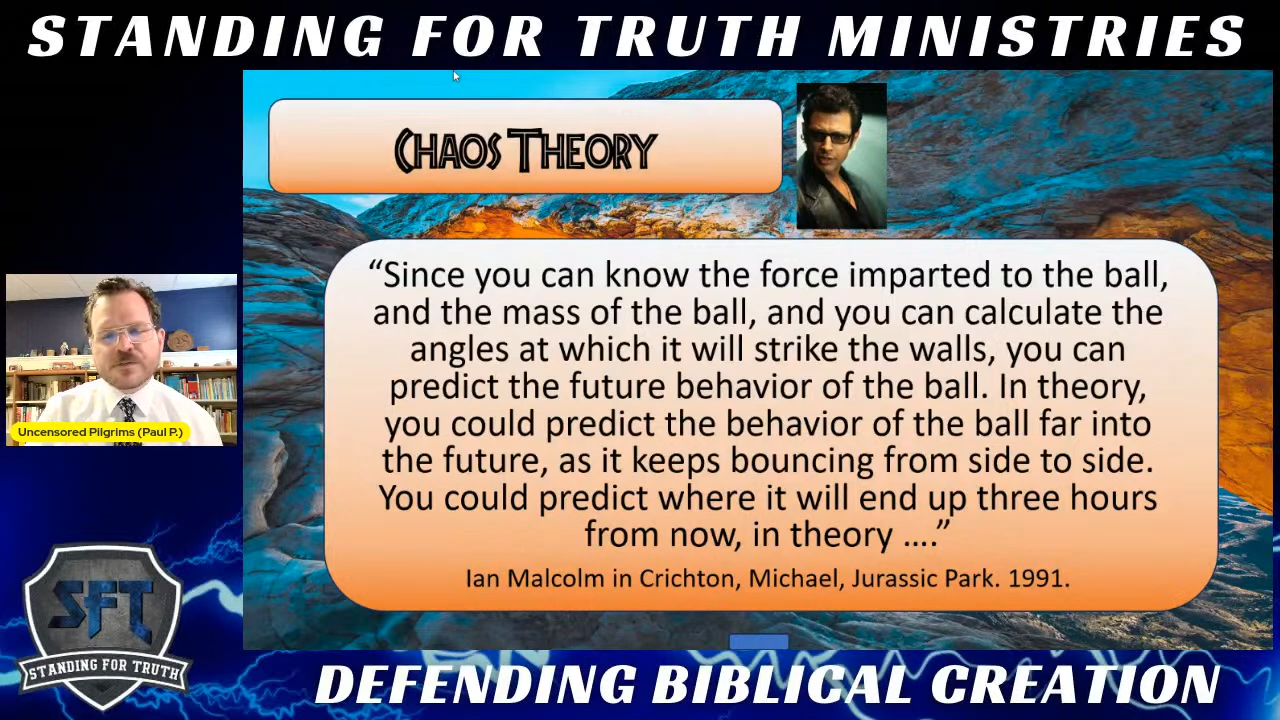 STANDING FOR TRUTH MINISTRIES
CHAOS THEORY
“Since you can know the force imparted to the ball,
and the mass of the ball, and you can calculate the
angles at which it will strike the walls, you can
predict the future behavior of the ball. In theory,
you could predict the behavior of the ball far into
the future, as it keeps bouncing from side to side.
You could predict where it will end up three hours
from now, in theory ….”
Ian Malcolm in Crichton, Michael, Jurassic Park. 1991.
Uncensored Pilgrims (Paul P.)
SFT
STANDING FOR TRUTH
DEFENDING BIBLICAL CREATION